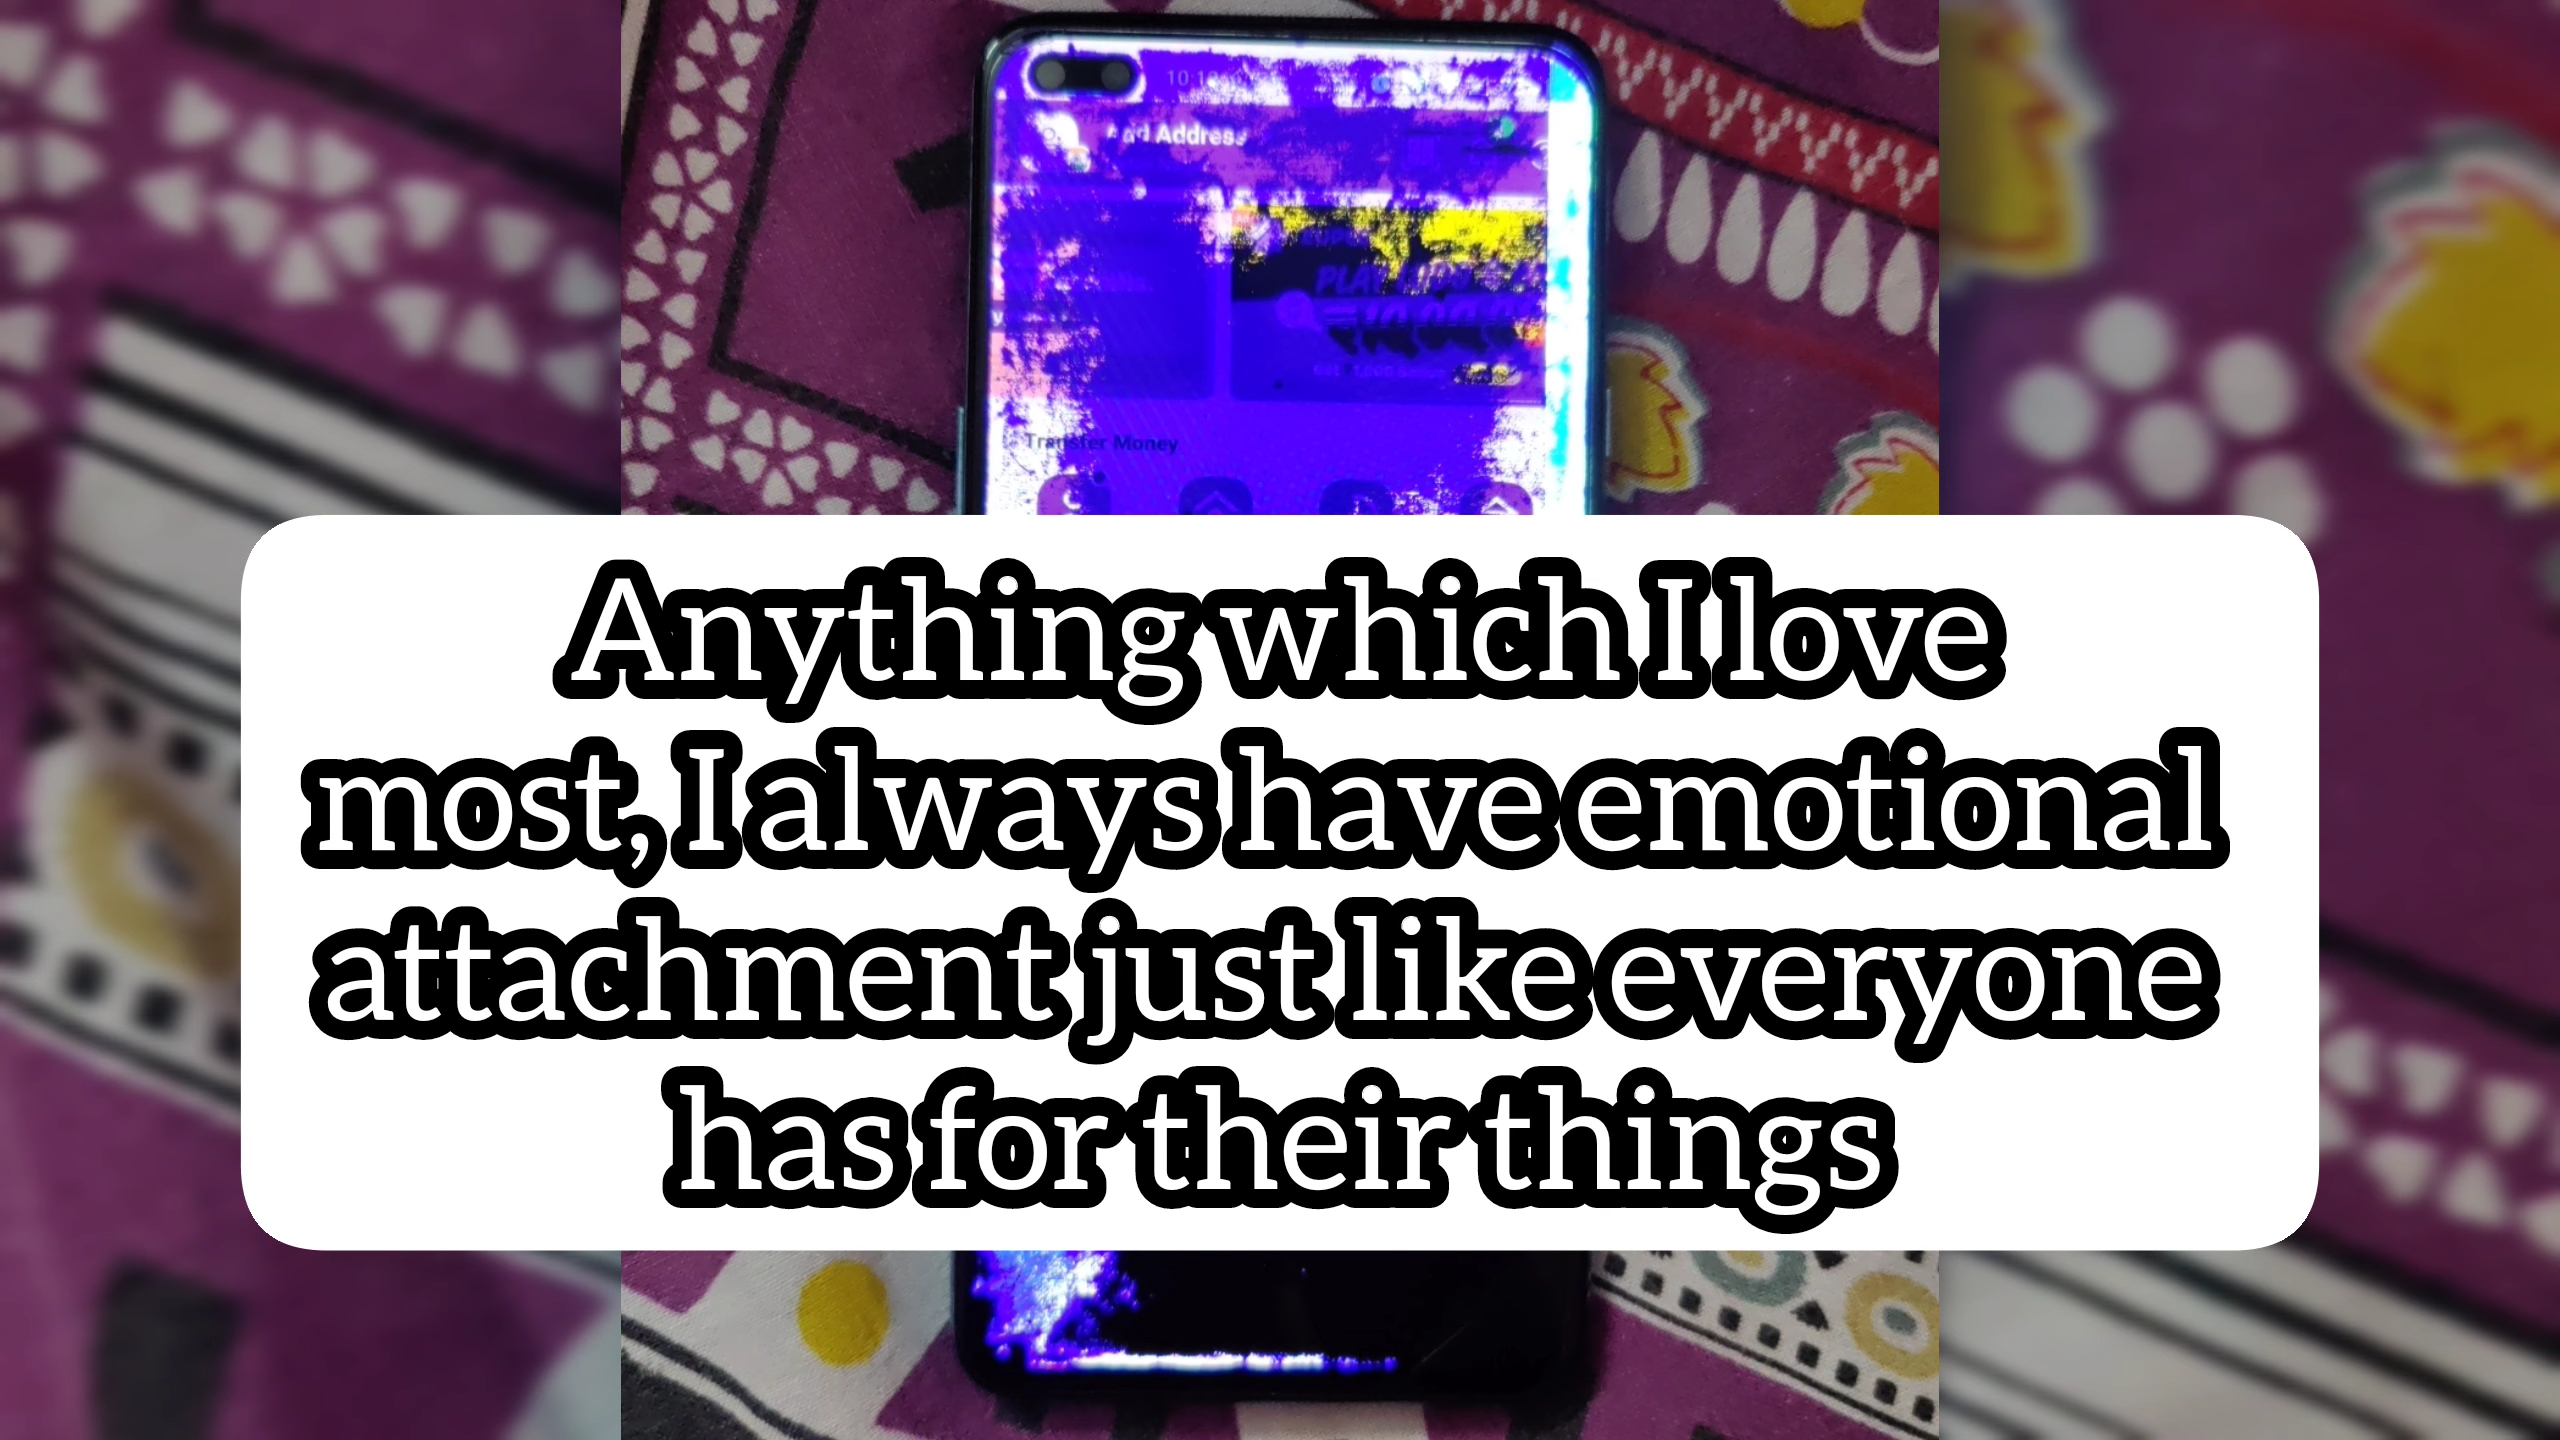 Address
Transfer Money
Anything which I love
most, I always have emotional
attachment just like everyone
has for their things